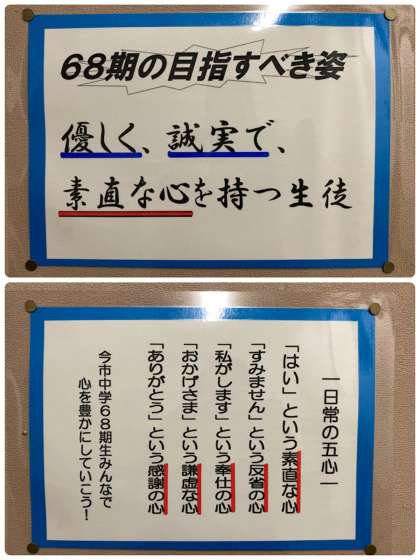 68期の目指すべき姿
優しく、誠実で、
素直な心を持つ生徒
―日常の五心―
「はい」という素直な心
「すみません」という反省の心
「私がします」という奉仕の心
「おかげさま」という謙虚な心
「ありがとう」という感謝の心
今市中学68期生みんなで
心を豊かにしていこう!